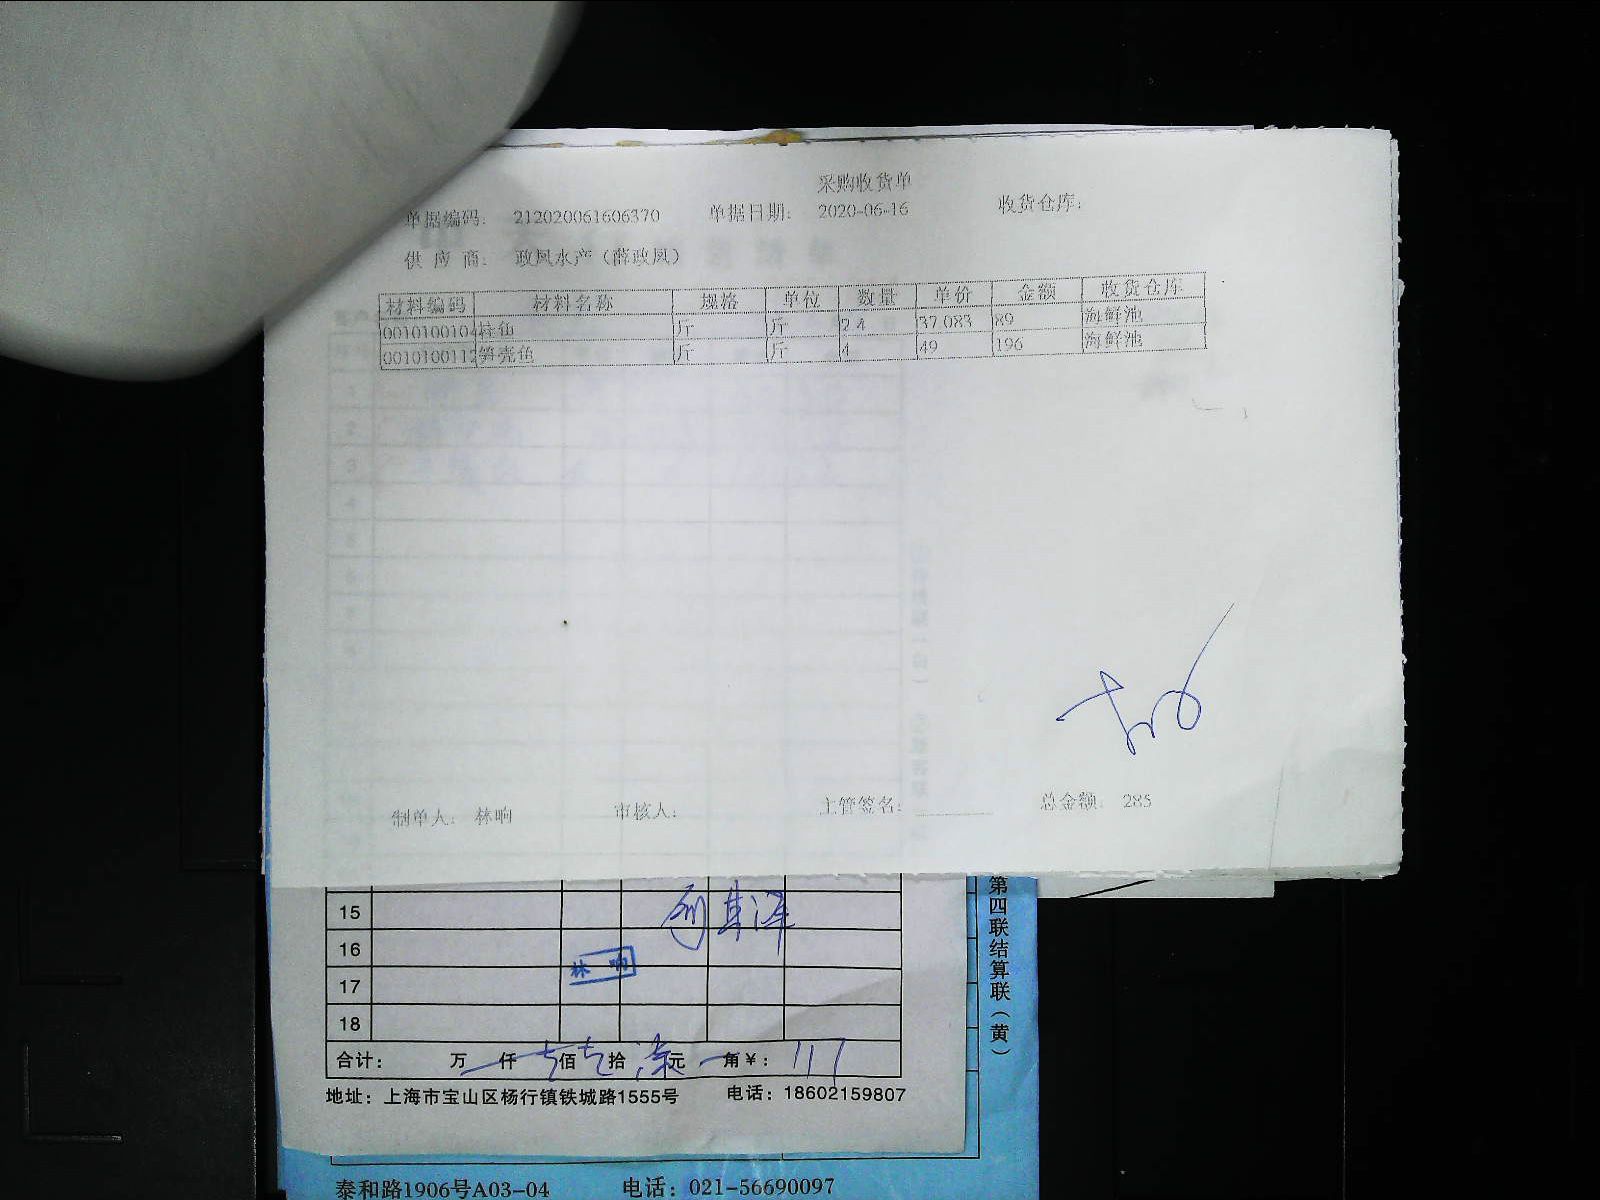 采购收货单
单据编码： 212020061606370 单据日期： 2020-06-16 收货仓库：
供 应 商： 政凤水产（薛政凤）
材料编码 材料名称 规格 单位 数量 单价 金额 收货仓库
0010100104 斤 斤 2.4 37.083 89 海鲜池
0010100112 笋壳鱼 斤 斤 4 49 196 海鲜池
制单人： 林响 审核人： 主管签名： 总金额： 285
第四联结算联（黄）
15
16
林 响
17
18
合计： 万 仟 佰 拾 元 角 ¥： 117
地址：上海市宝山区杨行镇铁城路1555号 电话：18602159807
泰和路1906号A03-04 电话：021-56690097